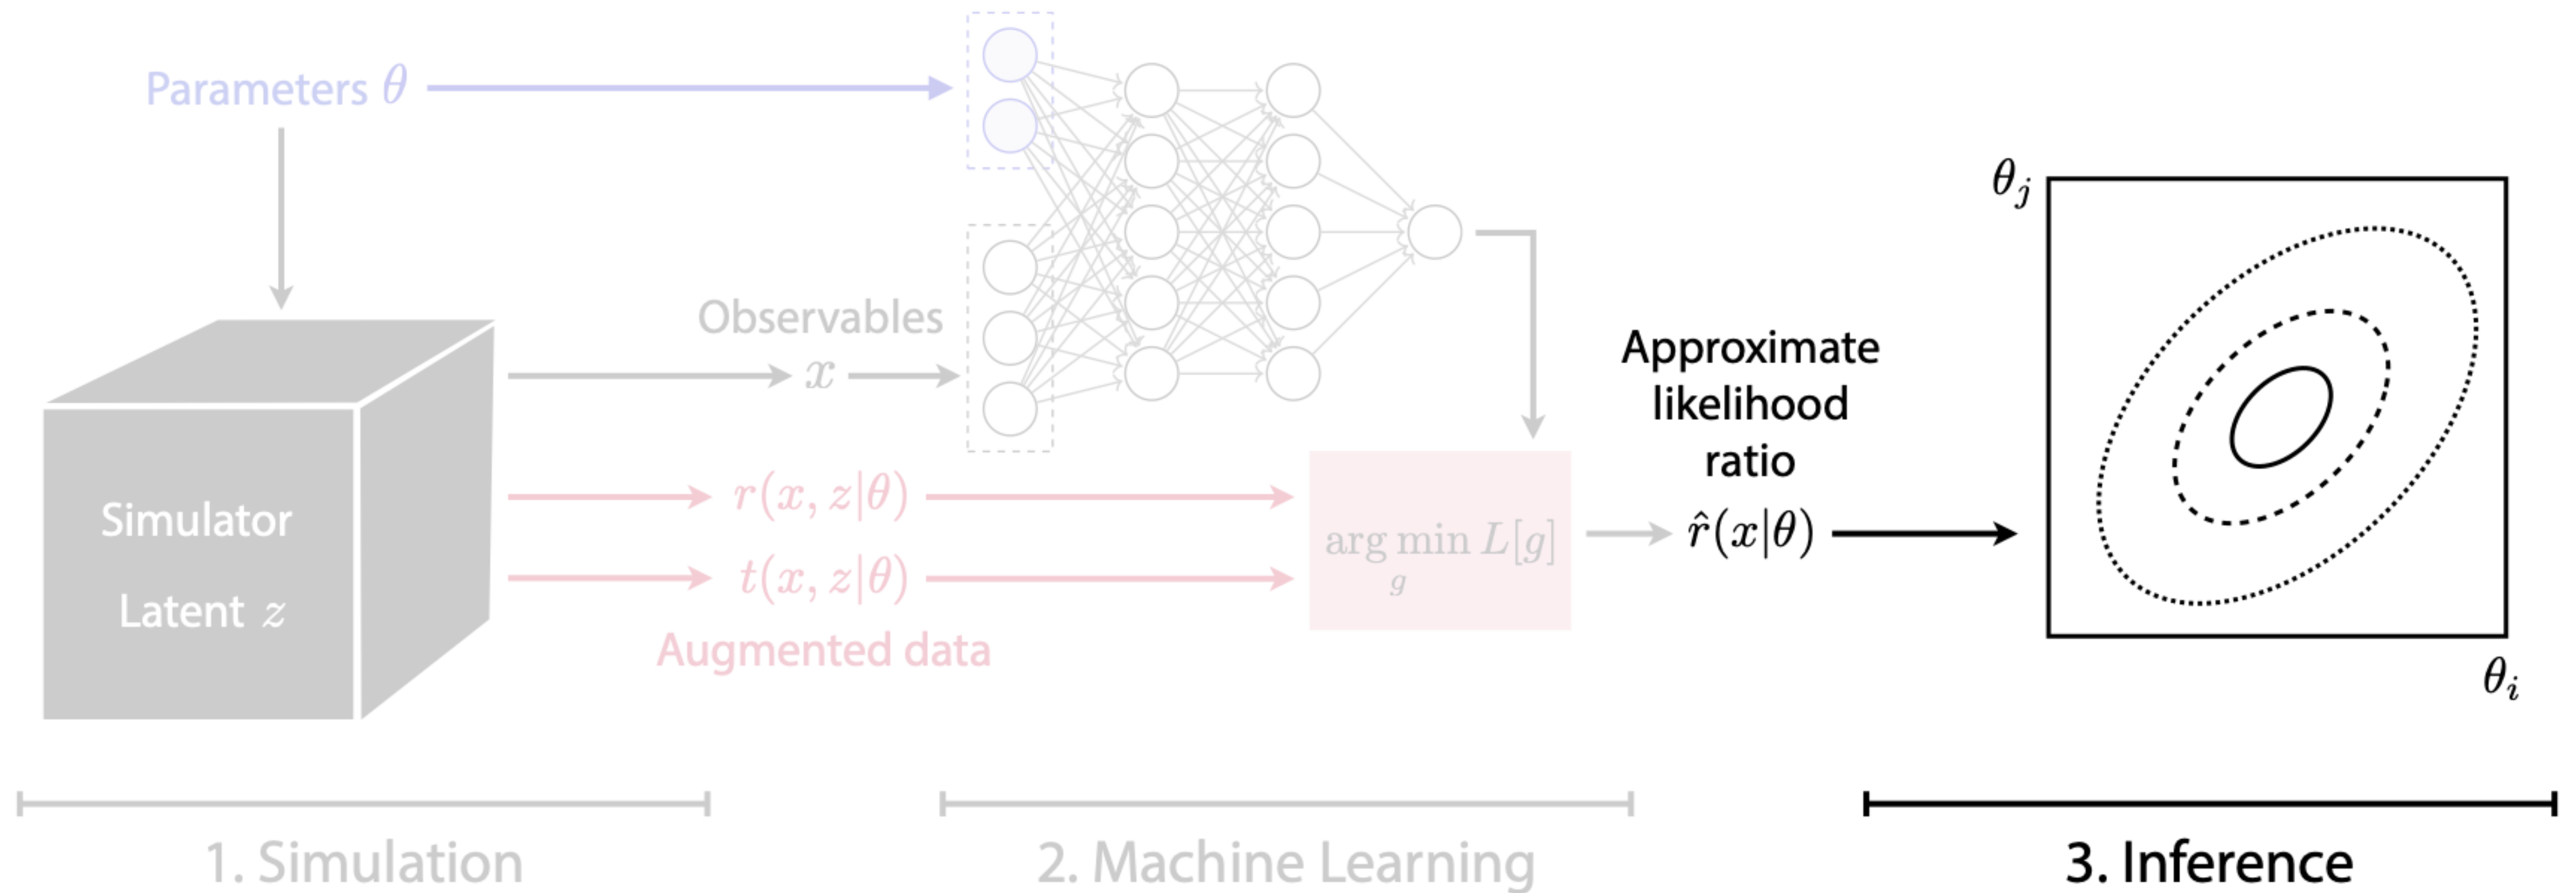 Parameters θ
Observables
x
Simulator
Latent z
r(x, z|θ)
t(x, z|θ)
Augmented data
arg min L[g]
g
Approximate
likelihood
ratio
r̂(x|θ)
θⱼ
θᵢ
1. Simulation
2. Machine Learning
3. Inference